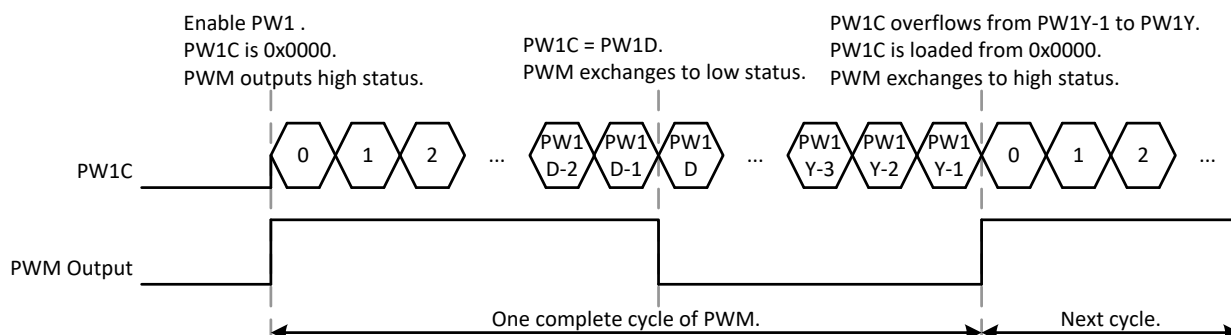 Enable PW1 .
PW1C is 0x0000.
PWM outputs high status.
PW1C = PW1D.
PWM exchanges to low status.
PW1C overflows from PW1Y-1 to PW1Y.
PW1C is loaded from 0x0000.
PWM exchanges to high status.
PW1C
0
1
2
...
PW1
D-2
PW1
D-1
PW1
D
...
PW1
Y-3
PW1
Y-2
PW1
Y-1
0
1
2
...
PWM Output
One complete cycle of PWM.
Next cycle.